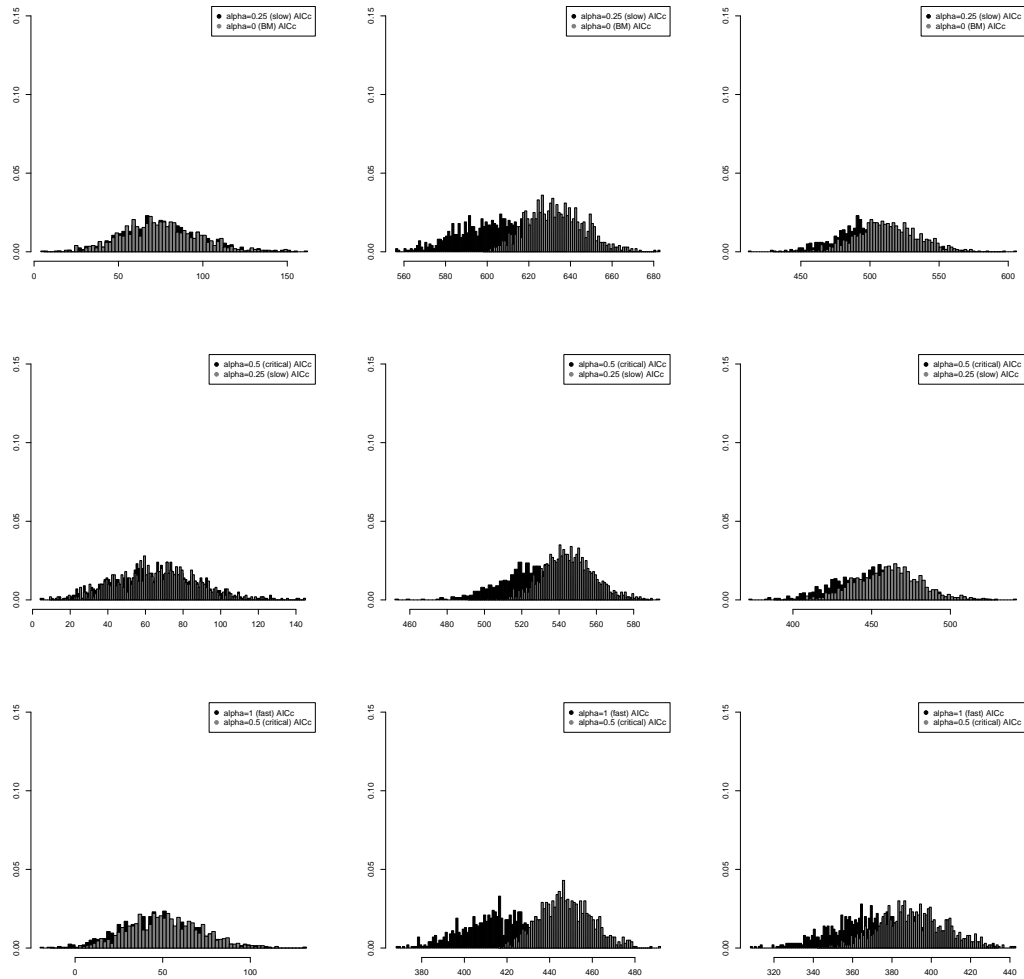 alpha=0.25 (slow) AICc
alpha=0 (BM) AICc
0.15
0.10
0.05
0.00
0 50 100 150
alpha=0.25 (slow) AICc
alpha=0 (BM) AICc
0.15
0.10
0.05
0.00
560 580 600 620 640 660 680
alpha=0.25 (slow) AICc
alpha=0 (BM) AICc
0.15
0.10
0.05
0.00
450 500 550 600
alpha=0.5 (critical) AICc
alpha=0.25 (slow) AICc
0.15
0.10
0.05
0.00
0 20 40 60 80 100 120 140
alpha=0.5 (critical) AICc
alpha=0.25 (slow) AICc
0.15
0.10
0.05
0.00
460 480 500 520 540 560 580
alpha=0.5 (critical) AICc
alpha=0.25 (slow) AICc
0.15
0.10
0.05
0.00
400 450 500
alpha=1 (fast) AICc
alpha=0.5 (critical) AICc
0.15
0.10
0.05
0.00
0 50 100
alpha=1 (fast) AICc
alpha=0.5 (critical) AICc
0.15
0.10
0.05
0.00
380 400 420 440 460 480
alpha=1 (fast) AICc
alpha=0.5 (critical) AICc
0.15
0.10
0.05
0.00
320 340 360 380 400 420 440